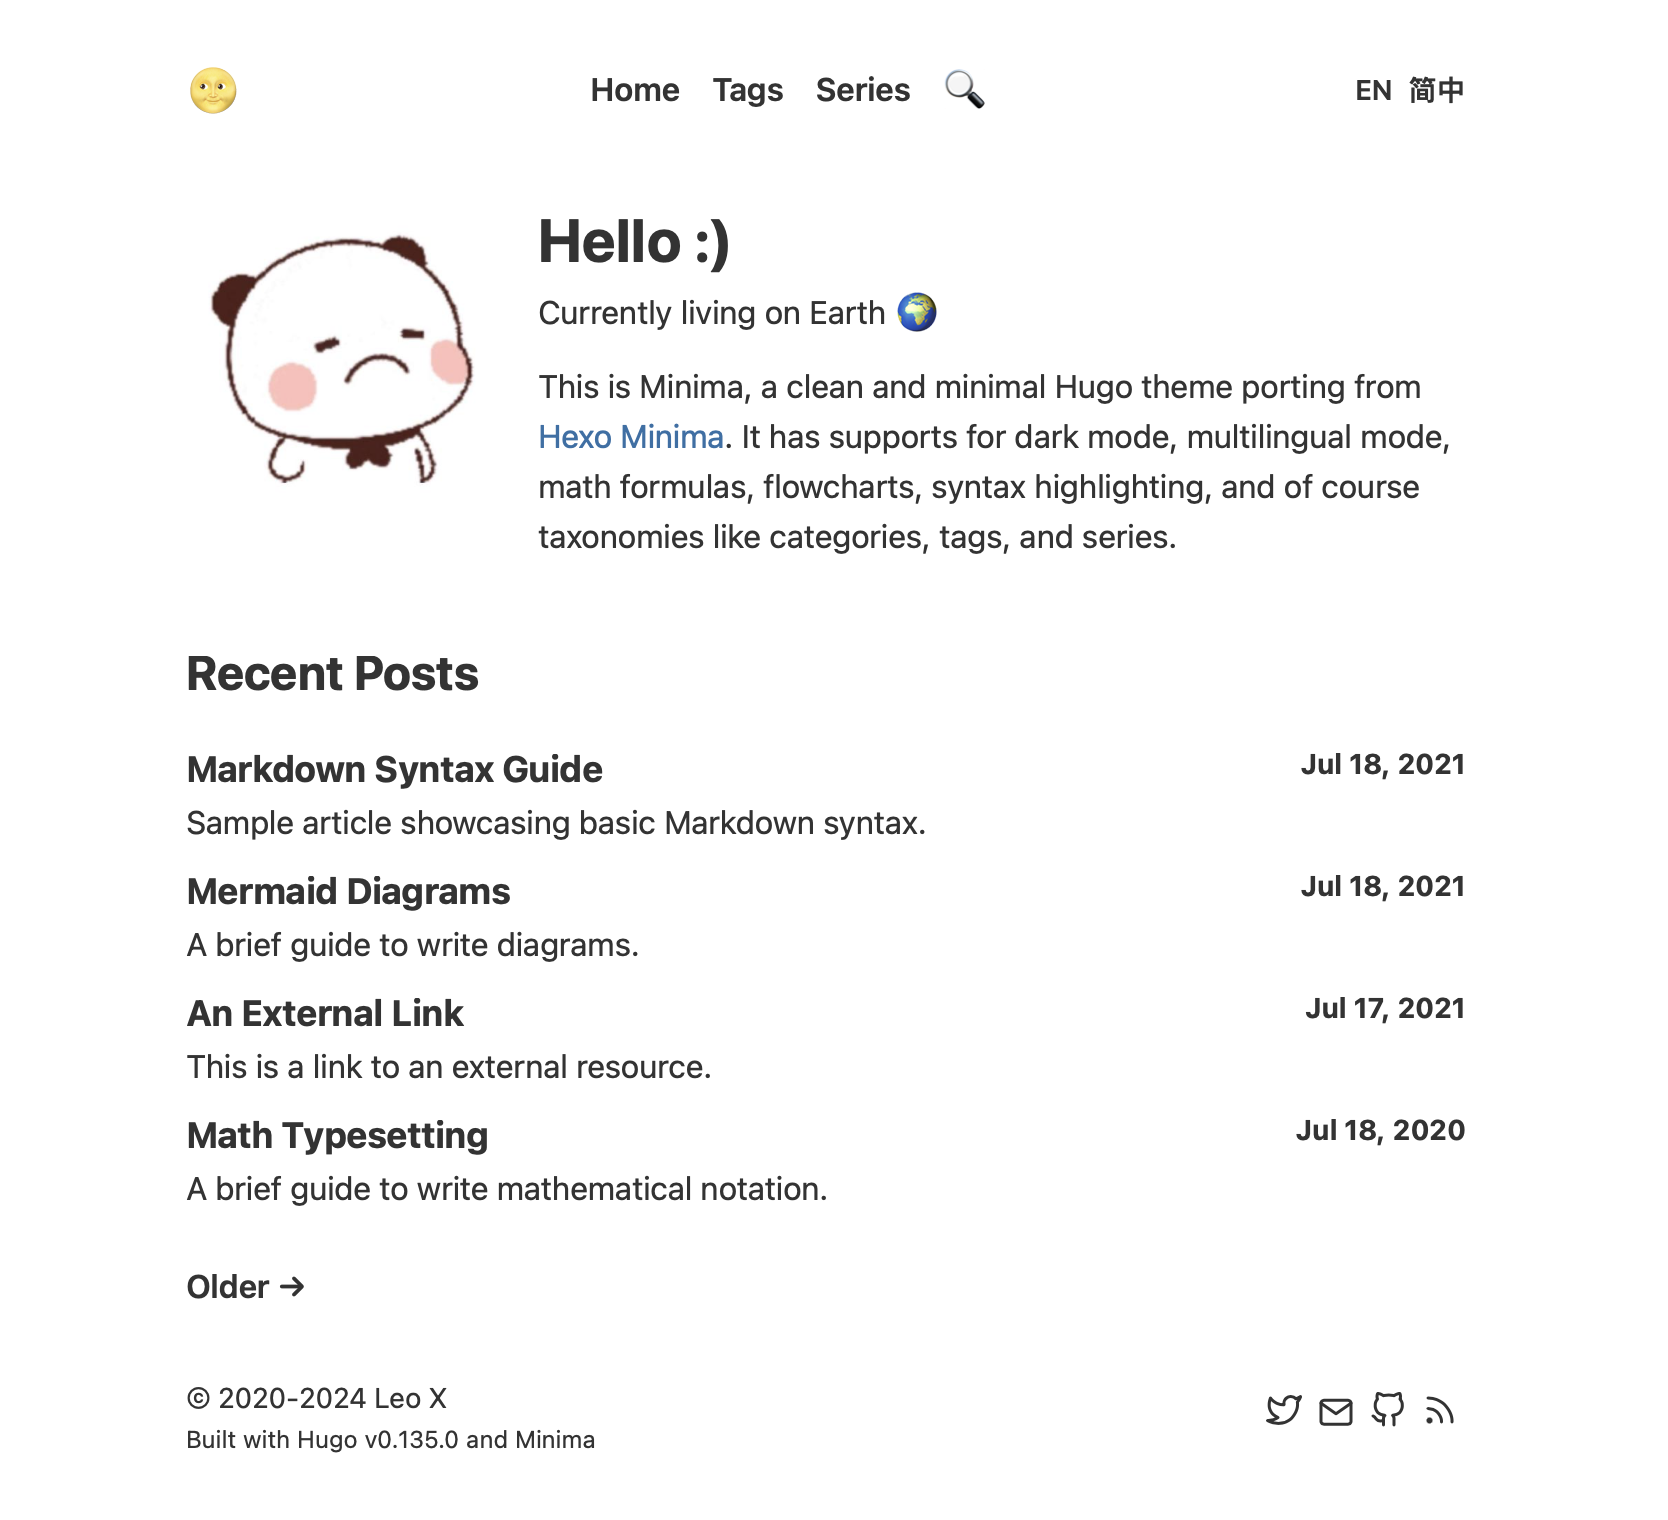 Home Tags Series EN 简中
Hello :)
Currently living on Earth
This is Minima, a clean and minimal Hugo theme porting from
Hexo Minima. It has supports for dark mode, multilingual mode,
math formulas, flowcharts, syntax highlighting, and of course
taxonomies like categories, tags, and series.
Recent Posts
Markdown Syntax Guide Jul 18, 2021
Sample article showcasing basic Markdown syntax.
Mermaid Diagrams Jul 18, 2021
A brief guide to write diagrams.
An External Link Jul 17, 2021
This is a link to an external resource.
Math Typesetting Jul 18, 2020
A brief guide to write mathematical notation.
Older →
© 2020-2024 Leo X
Built with Hugo v0.135.0 and Minima